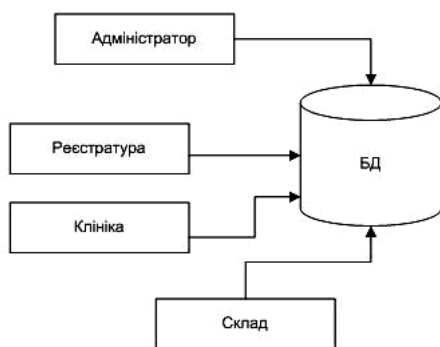 Адміністратор
Реєстратура
БД
Клініка
Склад